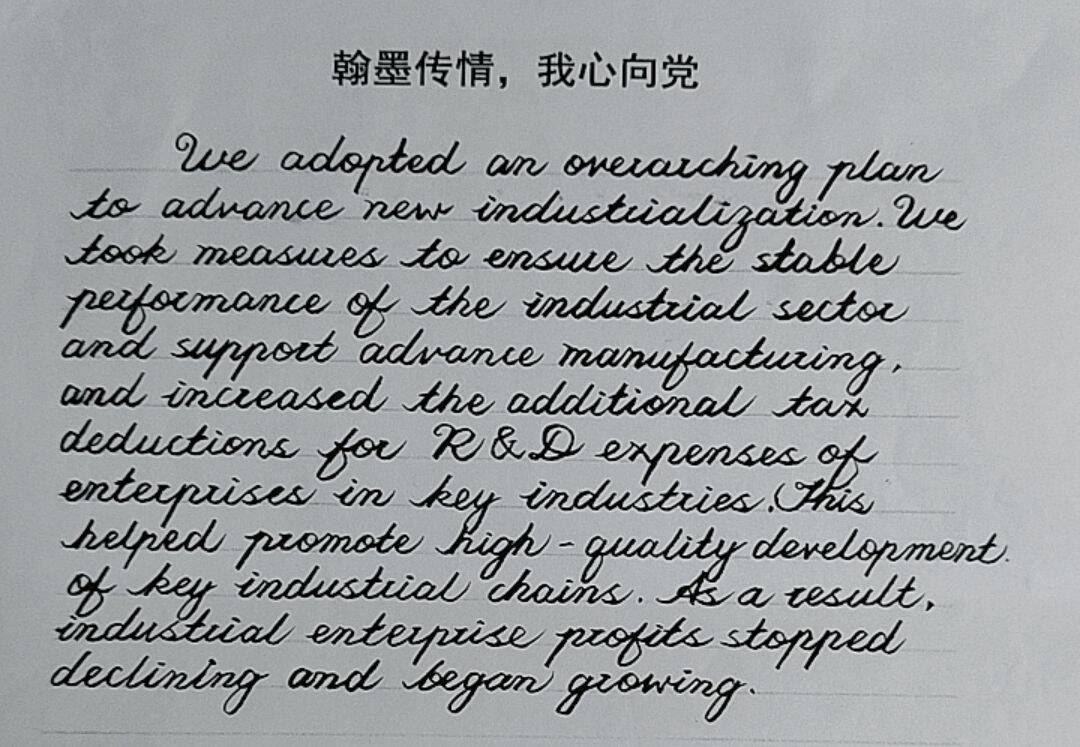 翰墨传情，我心向党
We adopted an overarching plan
to advance new industrialization. We
took measures to ensure the stable
performance of the industrial sector
and support advance manufacturing,
and increased the additional tax
deductions for R&D expenses of
enterprises in key industries. This
helped promote high-quality development.
of key industrial chains. As a result,
industrial enterprise profits stopped
declining and began growing.